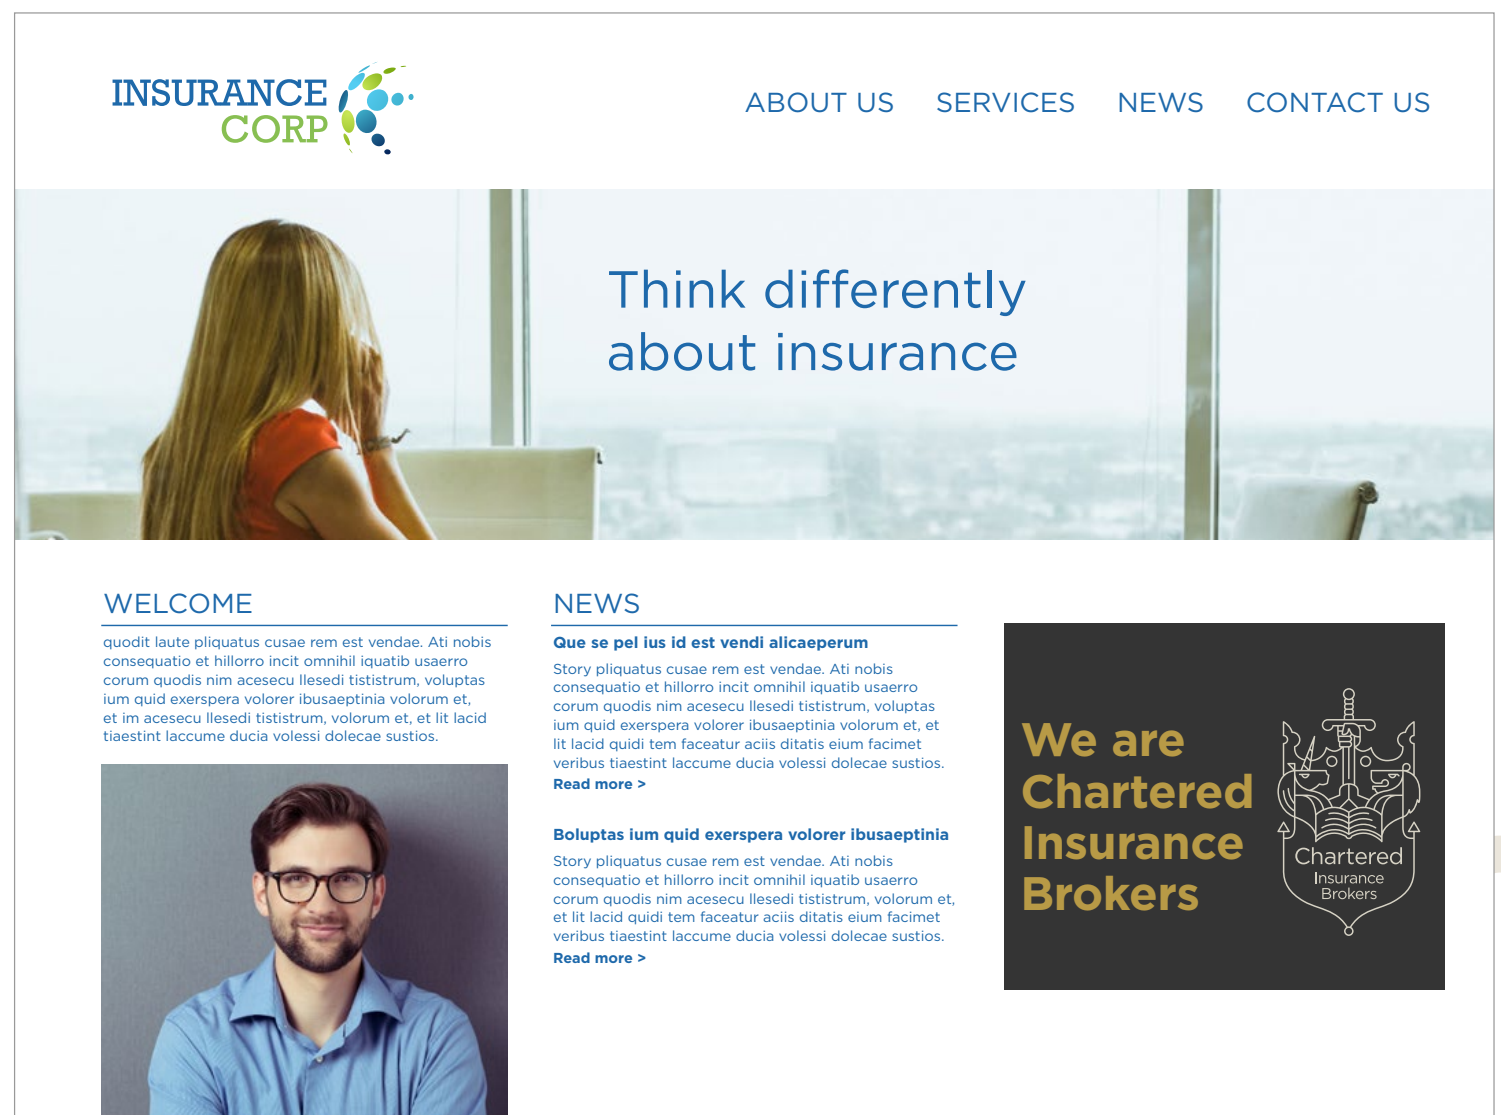 INSURANCE
CORP
ABOUT US SERVICES NEWS CONTACT US
Think differently
about insurance
WELCOME
quodit laute pliquatus cusae rem est vendae. Ati nobis
consequatio et hillorro incit omnihil iquatib usaerro
corum quodis nim acesecu llesedi tististrum, voluptas
ium quid exerspera volorer ibusaeptinia volorum et,
et im acesecu llesedi tististrum, volorum et, et lit lacid
tiaestint laccume ducia volessi dolecae sustios.
NEWS
Que se pel ius id est vendi alicaeperum
Story pliquatus cusae rem est vendae. Ati nobis
consequatio et hillorro incit omnihil iquatib usaerro
corum quodis nim acesecu llesedi tististrum, voluptas
ium quid exerspera volorer ibusaeptinia volorum et, et
lit lacid quidi tem faceatur aciis ditatis eium facimet
veribus tiaestint laccume ducia volessi dolecae sustios.
Read more >
Boluptas ium quid exerspera volorer ibusaeptinia
Story pliquatus cusae rem est vendae. Ati nobis
consequatio et hillorro incit omnihil iquatib usaerro
corum quodis nim acesecu llesedi tististrum, volorum et,
et lit lacid quidi tem faceatur aciis ditatis eium facimet
veribus tiaestint laccume ducia volessi dolecae sustios.
Read more >
We are
Chartered
Insurance
Brokers
Chartered
Insurance
Brokers